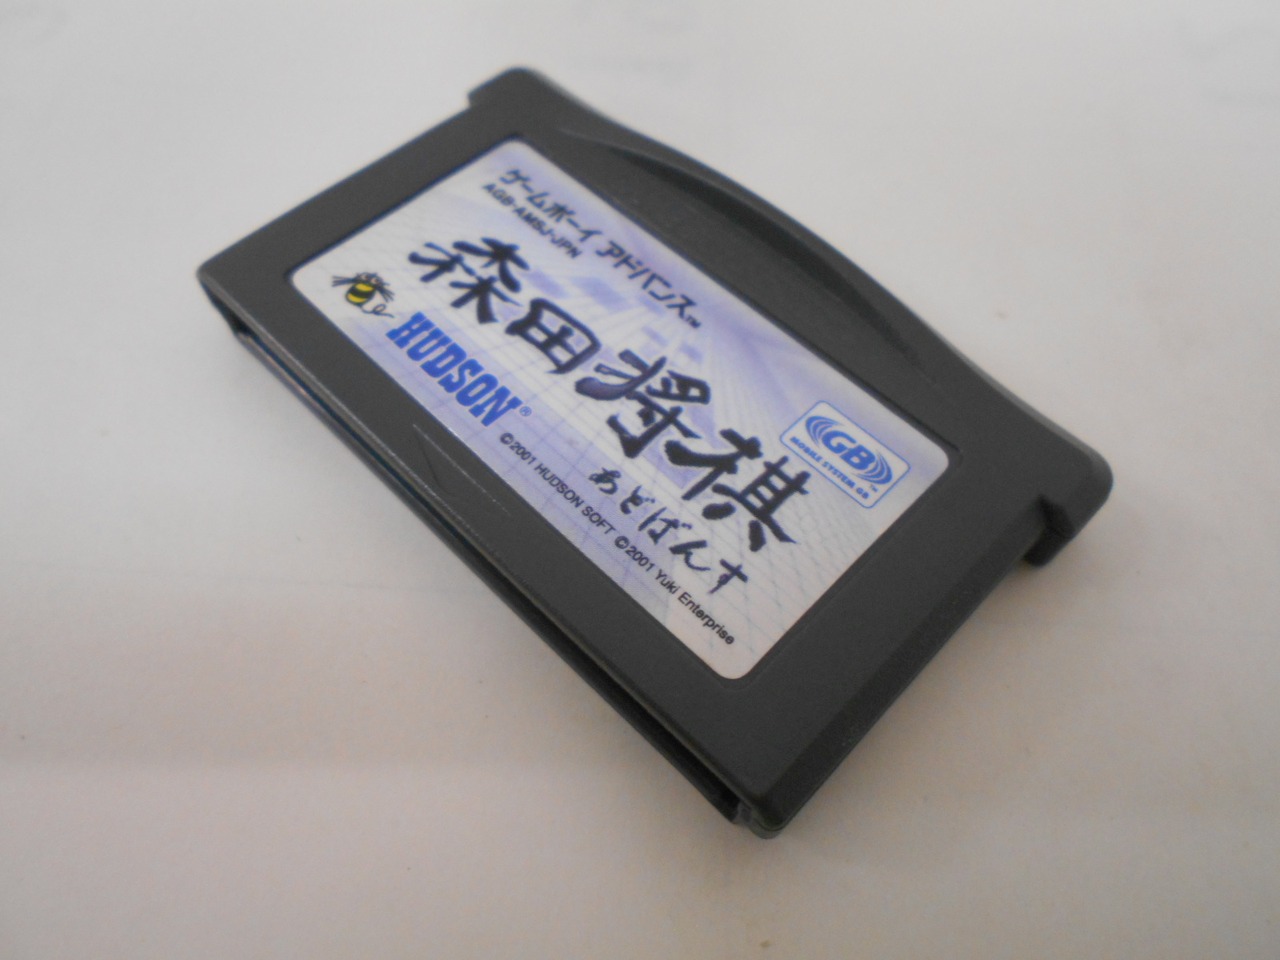 ゲームボーイ アドバンス™
AGB-AMSJ-JPN
森田将棋
あどばんす
HUDSON®
GB™
MOBILE SYSTEM GB
©2001 HUDSON SOFT ©2001 Yuki Enterprise